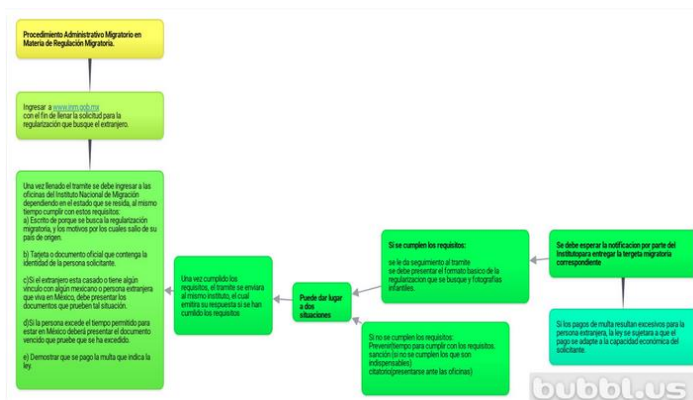 Procedimiento Administrativo Migratorio en
Materia de Regulación Migratoria.
Ingresar a www.inm.gob.mx
con el fin de llenar la solicitud para la
regularización que busque el extranjero.
Una vez llenado el tramite se debe ingresar a las
oficinas del Instituto Nacional de Migración
dependiendo en el estado que se resida, al mismo
tiempo cumplir con estos requisitos:
a) Escrito de porque se busca la regularización
migratoria, y los motivos por los cuales salio de su
país de origen.
b) Tarjeta o documento oficial que contenga la
identidad de la persona solicitante.
c)Si el extranjero esta casado o tiene algún
vinculo con algún mexicano o persona extranjera
que viva en México, debe presentar los
documentos que prueben tal situación.
d)SI la persona excede el tiempo permitido para
estar en México deberá presentar el documento
vencido que pruebe que se ha excedido.
e) Demostrar que se pago la multa que indica la
ley.
Una vez cumplido los
requisitos, el tramite se enviara
al mismo instituto, el cual
emitira su respuesta si se han
cumlido los requisitos
Puede dar lugar
a dos
situaciones
Si se cumplen los requisitos:
se le da seguimiento al tramite
se debe presentar el formato basico de la
regularizacion que se busque y fotografias
infantiles.
Si no se cumplen los requisitos:
Prevenir(tiempo para cumplir con los requisitos.
sanción (si no se cumplen los que son
indispensables)
citatorio(presentarse ante las oficinas)
Se debe esperar la notificacion por parte del
Institutopara entregar la tergeta migratoria
correspondiente
Si los pagos de multa resultan excesivos para la
persona extranjera, la ley se sujetara a que el
pago se adapte a la capacidad económica del
solicitante.
bubbl.us